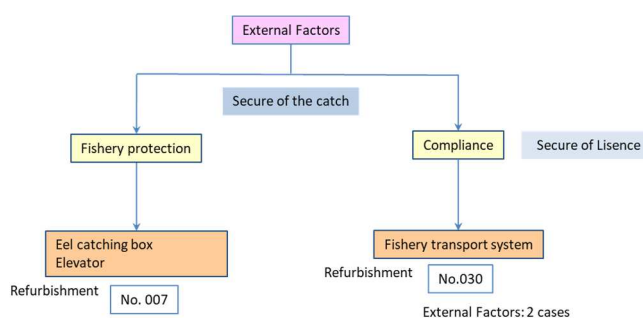 External Factors
Secure of the catch
Fishery protection
Compliance
Secure of Lisence
Eel catching box
Elevator
Fishery transport system
Refurbishment
No. 007
Refurbishment
No.030
External Factors: 2 cases